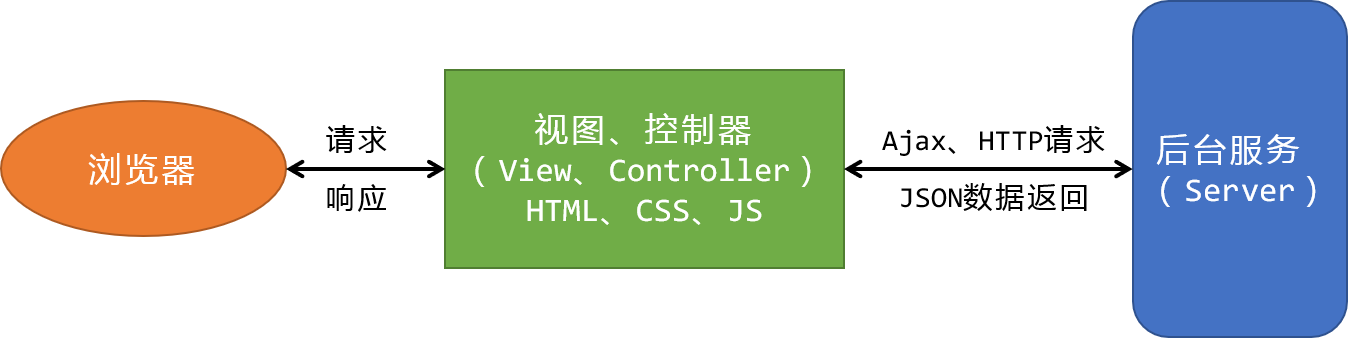 浏览器
请求
响应
视图、控制器
（View、Controller）
HTML、CSS、JS
Ajax、HTTP请求
JSON数据返回
后台服务
（Server）